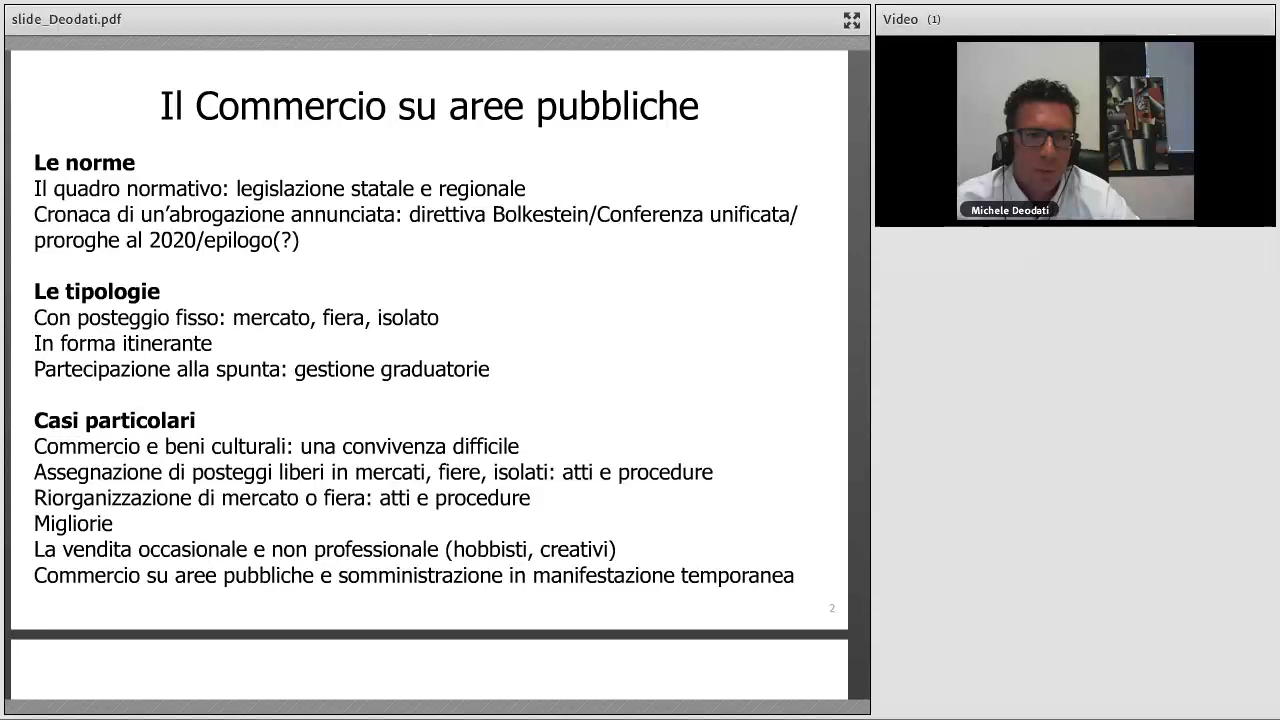 slide_Deodati.pdf
Video (1)
Il Commercio su aree pubbliche
Le norme
Il quadro normativo: legislazione statale e regionale
Cronaca di un’abrogazione annunciata: direttiva Bolkestein/Conferenza unificata/
proroghe al 2020/epilogo(?)
Le tipologie
Con posteggio fisso: mercato, fiera, isolato
In forma itinerante
Partecipazione alla spunta: gestione graduatorie
Casi particolari
Commercio e beni culturali: una convivenza difficile
Assegnazione di posteggi liberi in mercati, fiere, isolati: atti e procedure
Riorganizzazione di mercato o fiera: atti e procedure
Migliorie
La vendita occasionale e non professionale (hobbisti, creativi)
Commercio su aree pubbliche e somministrazione in manifestazione temporanea
2
Michele Deodati